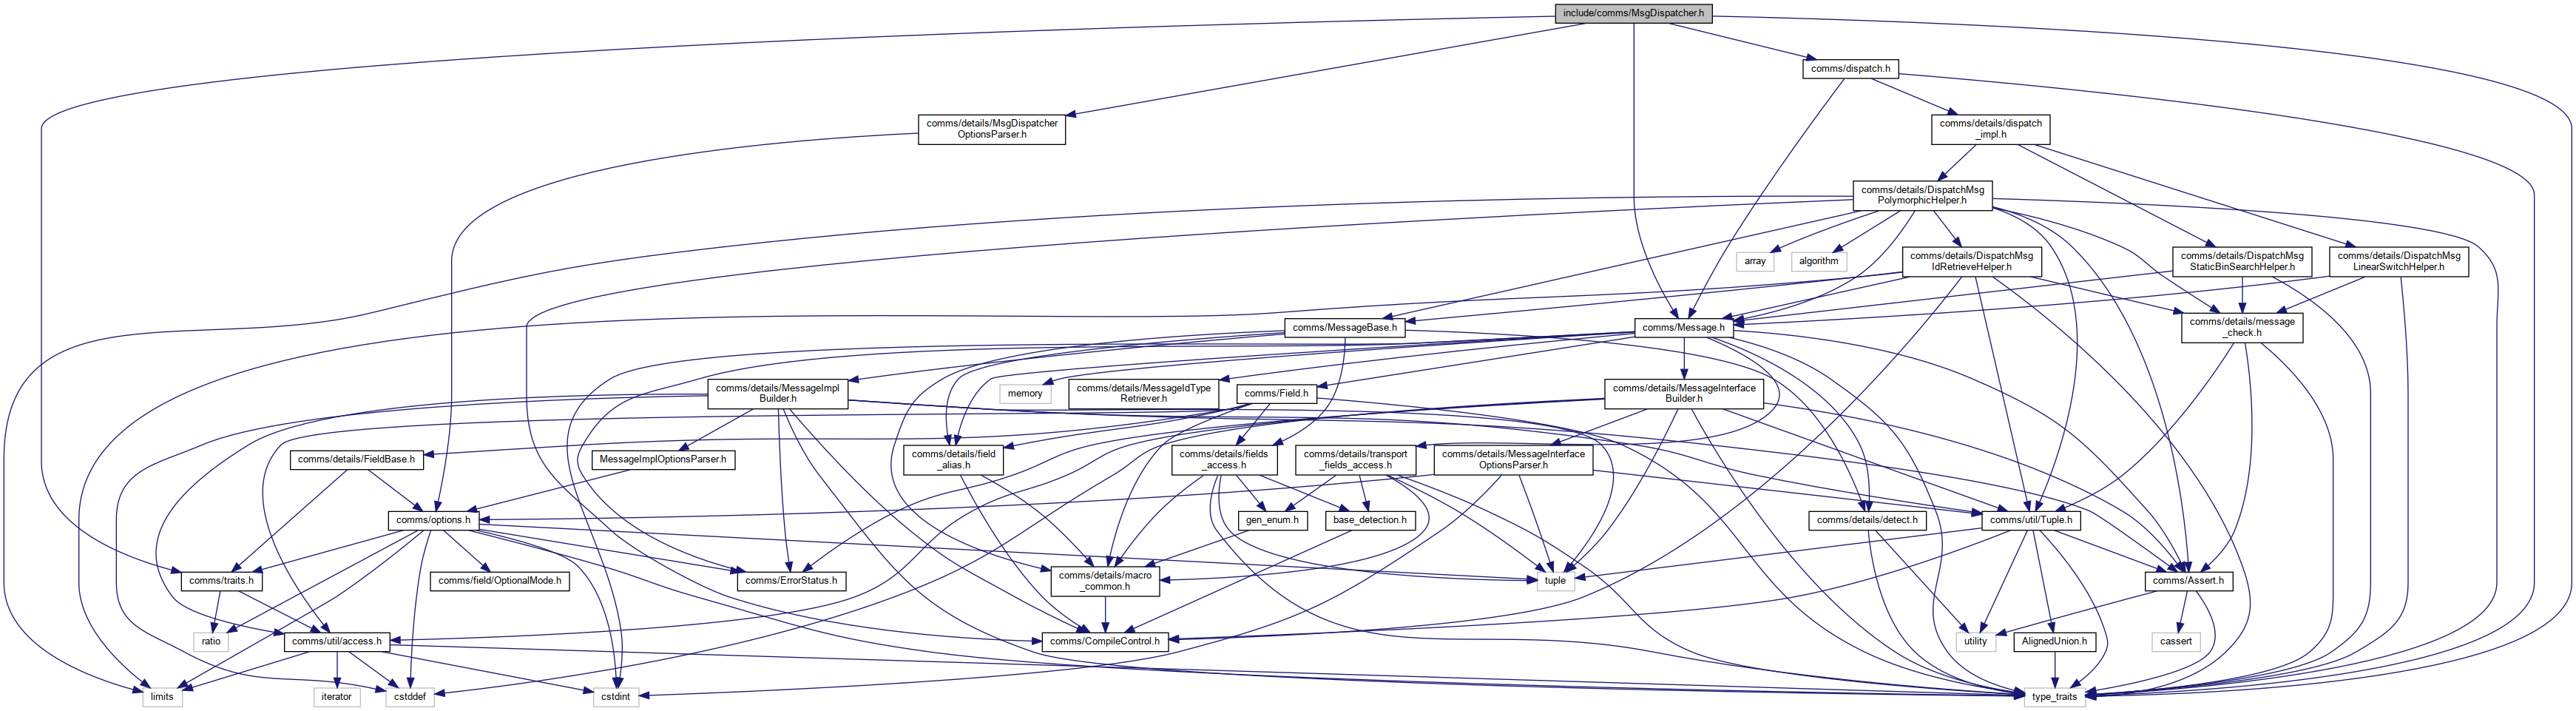 include/comms/MsgDispatcher.h
comms/dispatch.h
comms/details/MsgDispatcher
OptionsParser.h
comms/details/dispatch
_impl.h
comms/details/DispatchMsg
PolymorphicHelper.h
array
algorithm
comms/details/DispatchMsg
IdRetrieveHelper.h
comms/details/DispatchMsg
StaticBinSearchHelper.h
comms/details/DispatchMsg
LinearSwitchHelper.h
comms/MessageBase.h
comms/Message.h
comms/details/message
_check.h
comms/details/MessageImpl
Builder.h
memory
comms/details/MessageIdType
Retriever.h
comms/Field.h
comms/details/MessageInterface
Builder.h
comms/details/FieldBase.h
MessageImplOptionsParser.h
comms/details/field
_alias.h
comms/details/fields
_access.h
comms/details/transport
_fields_access.h
comms/details/MessageInterface
OptionsParser.h
comms/options.h
gen_enum.h
base_detection.h
comms/details/detect.h
comms/util/Tuple.h
comms/traits.h
comms/field/OptionalMode.h
comms/ErrorStatus.h
comms/details/macro
_common.h
tuple
comms/Assert.h
ratio
comms/util/access.h
comms/CompileControl.h
utility
AlignedUnion.h
cassert
limits
iterator
cstddef
cstdint
type_traits